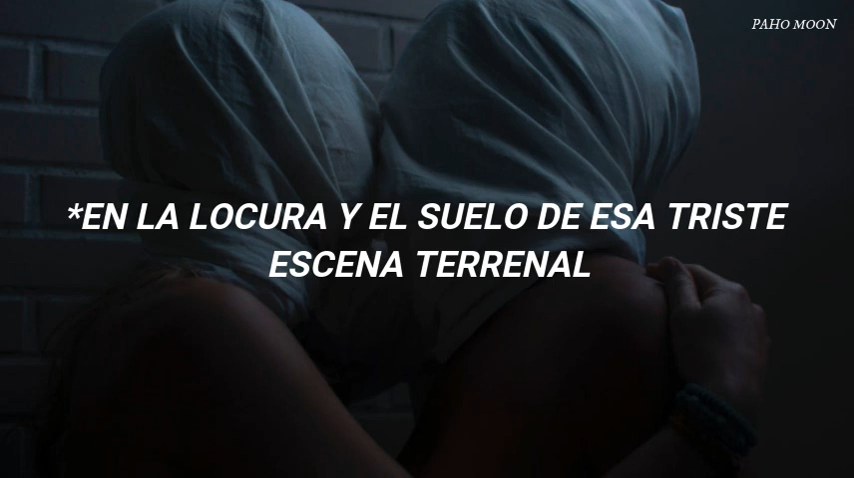 PAHO MOON
*EN LA LOCURA Y EL SUELO DE ESA TRISTE
ESCENA TERRENAL